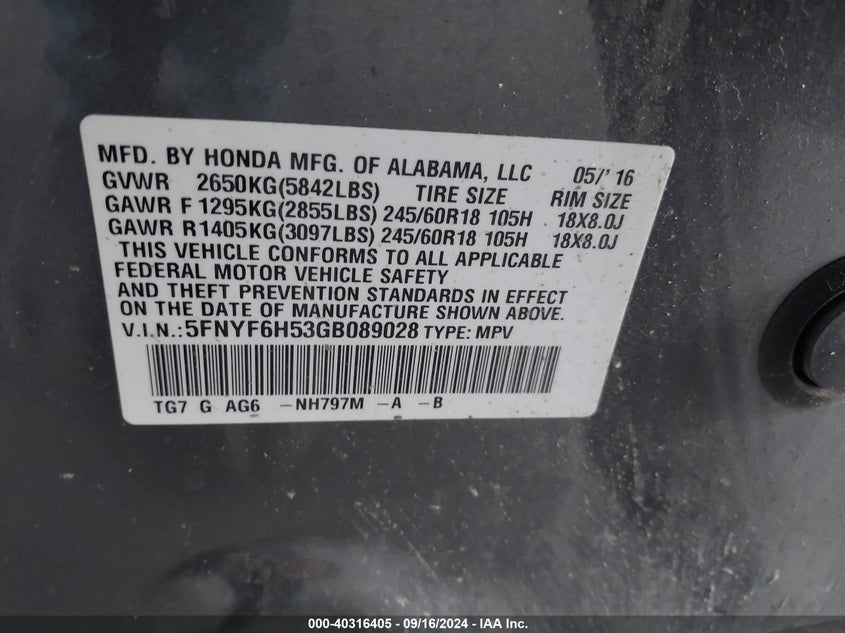 MFD. BY HONDA MFG. OF ALABAMA, LLC 05/' 16
GVWR 2650KG(5842LBS) TIRE SIZE RIM SIZE
GAWR F 1295KG(2855LBS) 245/60R18 105H 18X8.0J
GAWR R1405KG(3097LBS) 245/60R18 105H 18X8.0J
THIS VEHICLE CONFORMS TO ALL APPLICABLE
FEDERAL MOTOR VEHICLE SAFETY
AND THEFT PREVENTION STANDARDS IN EFFECT
ON THE DATE OF MANUFACTURE SHOWN ABOVE.
V.I.N.:5FNYF6H53GB089028 TYPE: MPV
TG7 G AG6 -NH797M -A -B
000-40316405 - 09/16/2024 - IAA Inc.